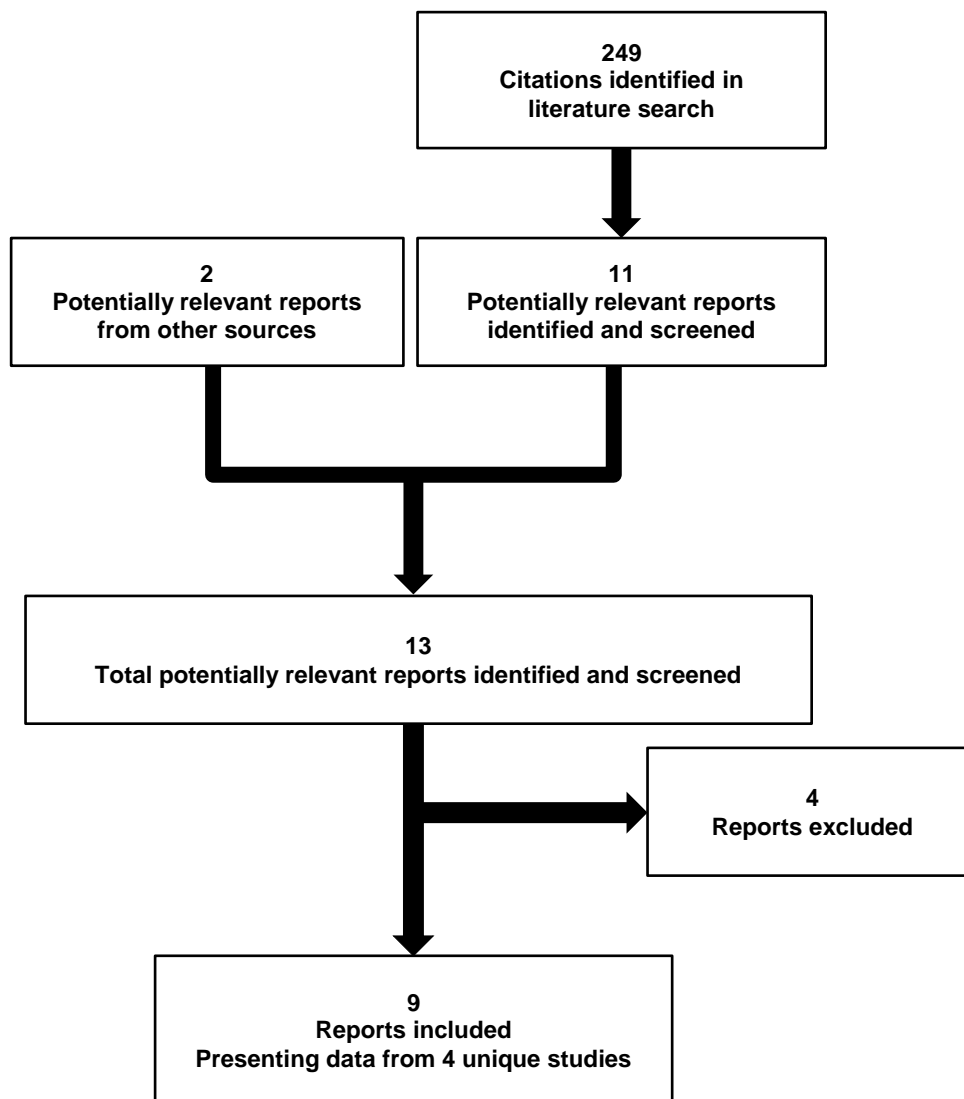 249
Citations identified in
literature search
2
Potentially relevant reports
from other sources
11
Potentially relevant reports
identified and screened
13
Total potentially relevant reports identified and screened
4
Reports excluded
9
Reports included
Presenting data from 4 unique studies